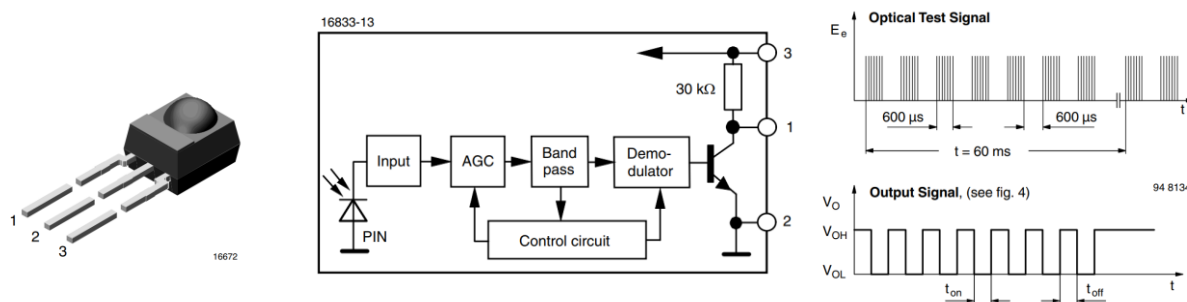 1
2
3
16672
16833-13
3
30 kΩ
1
Input
AGC
Band
pass
Demo-
dulator
2
PIN
Control circuit
Optical Test Signal
Ee
t
600 µs
600 µs
t = 60 ms
Output Signal, (see fig. 4)
94 8134
VO
VOH
VOL
ton
toff
t